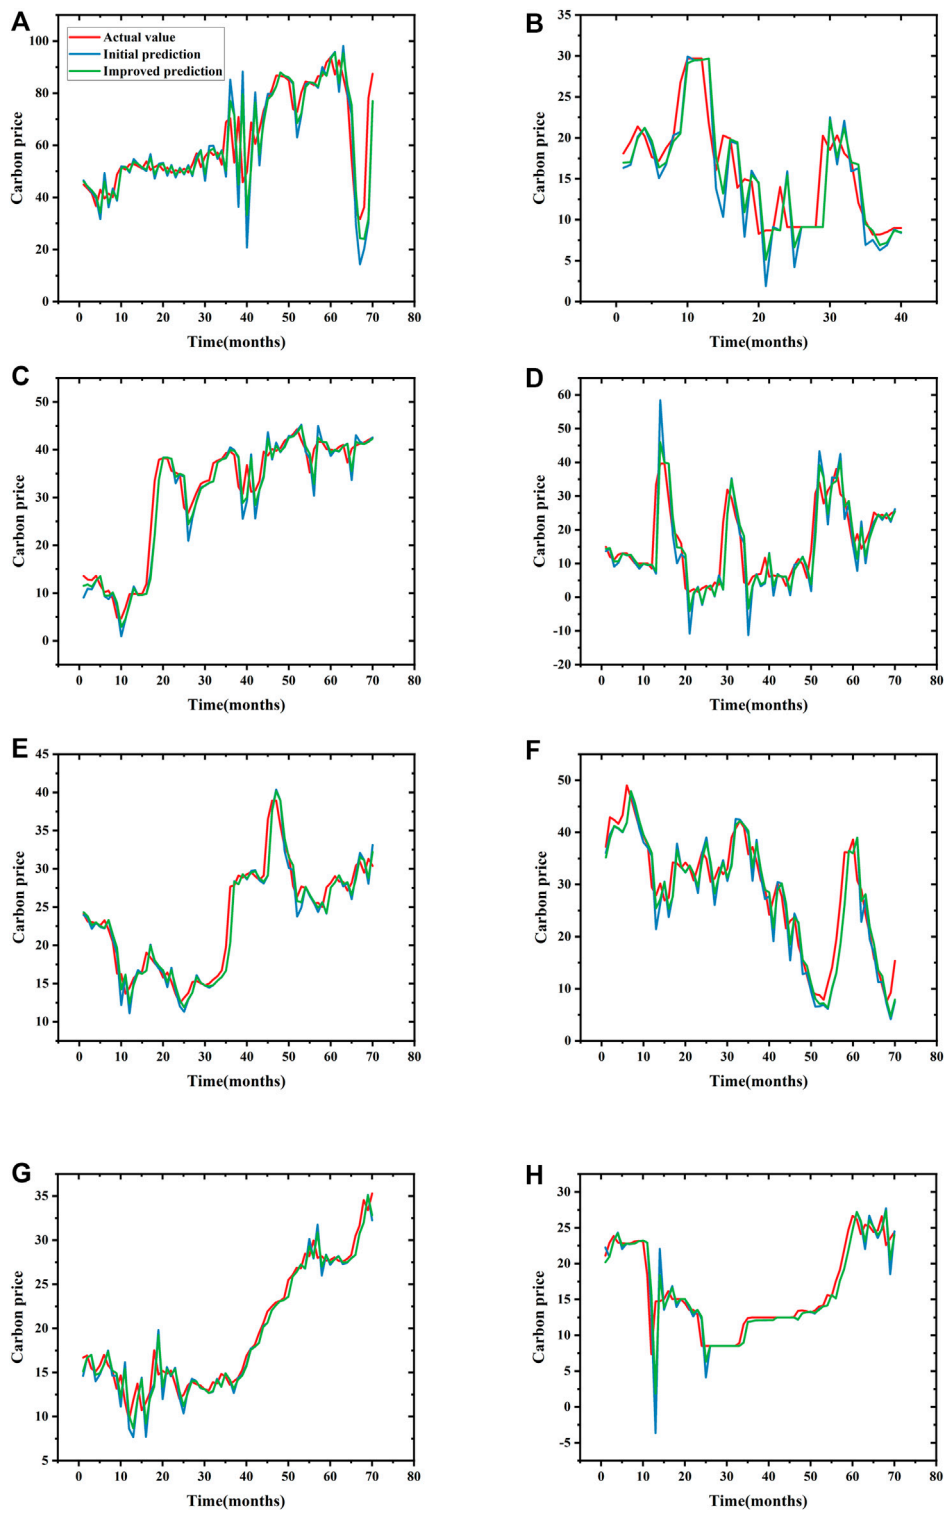 A
Actual value
Initial prediction
Improved prediction
100
80
60
40
20
0
Carbon price
0 10 20 30 40 50 60 70 80
Time(months)
B
35
30
25
20
15
10
5
0
Carbon price
0 10 20 30 40
Time(months)
C
50
40
30
20
10
0
Carbon price
0 10 20 30 40 50 60 70 80
Time(months)
D
60
50
40
30
20
10
0
-10
-20
Carbon price
0 10 20 30 40 50 60 70 80
Time(months)
E
45
40
35
30
25
20
15
10
Carbon price
0 10 20 30 40 50 60 70 80
Time(months)
F
50
40
30
20
10
0
Carbon price
0 10 20 30 40 50 60 70 80
Time(months)
G
35
30
25
20
15
10
5
Carbon price
0 10 20 30 40 50 60 70 80
Time(months)
H
30
25
20
15
10
5
0
-5
Carbon price
0 10 20 30 40 50 60 70 80
Time(months)